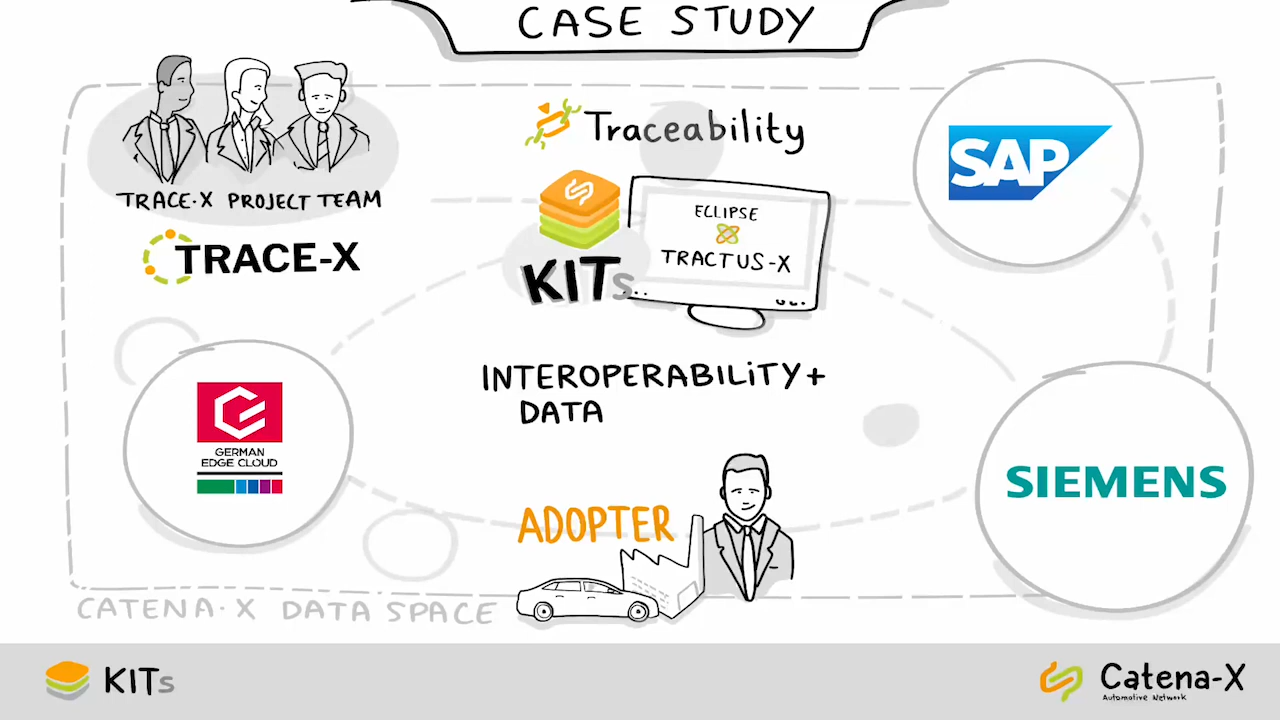 CASE STUDY
TRACE-X PROJECT TEAM
TRACE-X
Traceability
KITs...
ECLIPSE
TRACTUS-X
SAP
GERMAN
EDGE CLOUD
INTEROPERABILITY +
DATA
SIEMENS
ADOPTER
CATENA-X DATA SPACE
KITs
Catena-X
Automotive Network